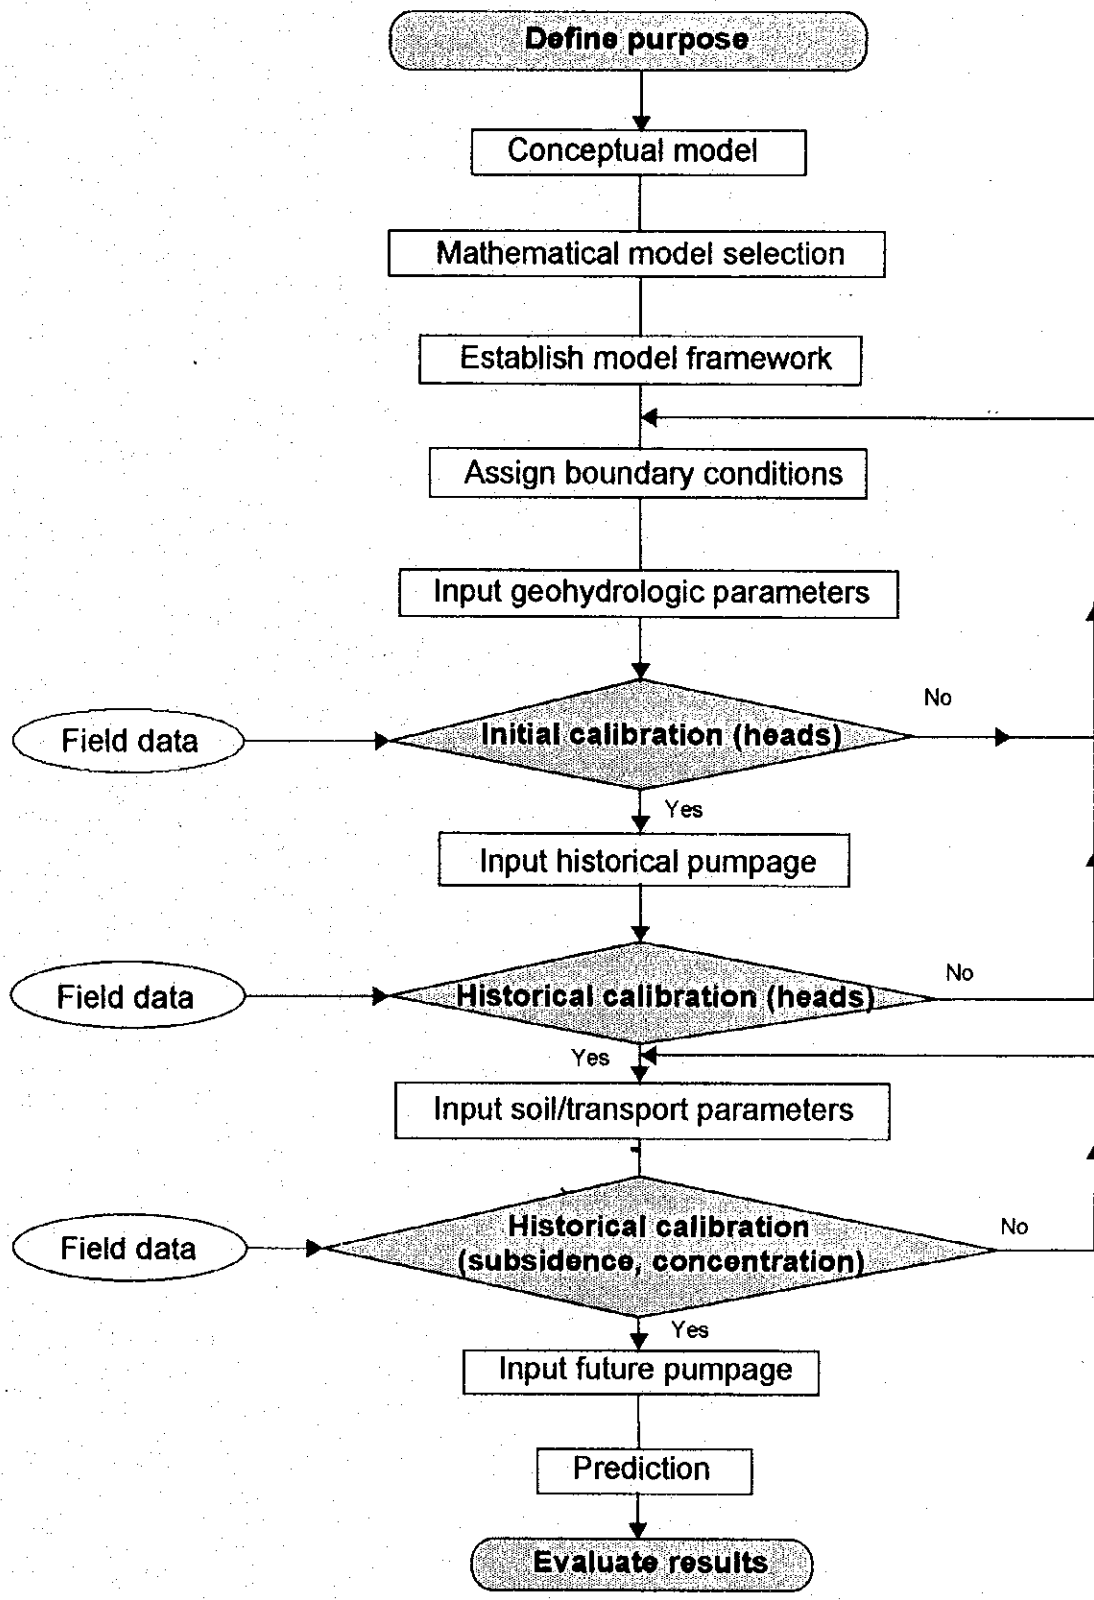 Define purpose
Conceptual model
Mathematical model selection
Establish model framework
Assign boundary conditions
Input geohydrologic parameters
No
Field data
Initial calibration (heads)
Yes
Input historical pumpage
No
Field data
Historical calibration (heads)
Yes
Input soil/transport parameters
Historical calibration
No
Field data
(subsidence, concentration)
Yes
Input future pumpage
Prediction
Evaluate results